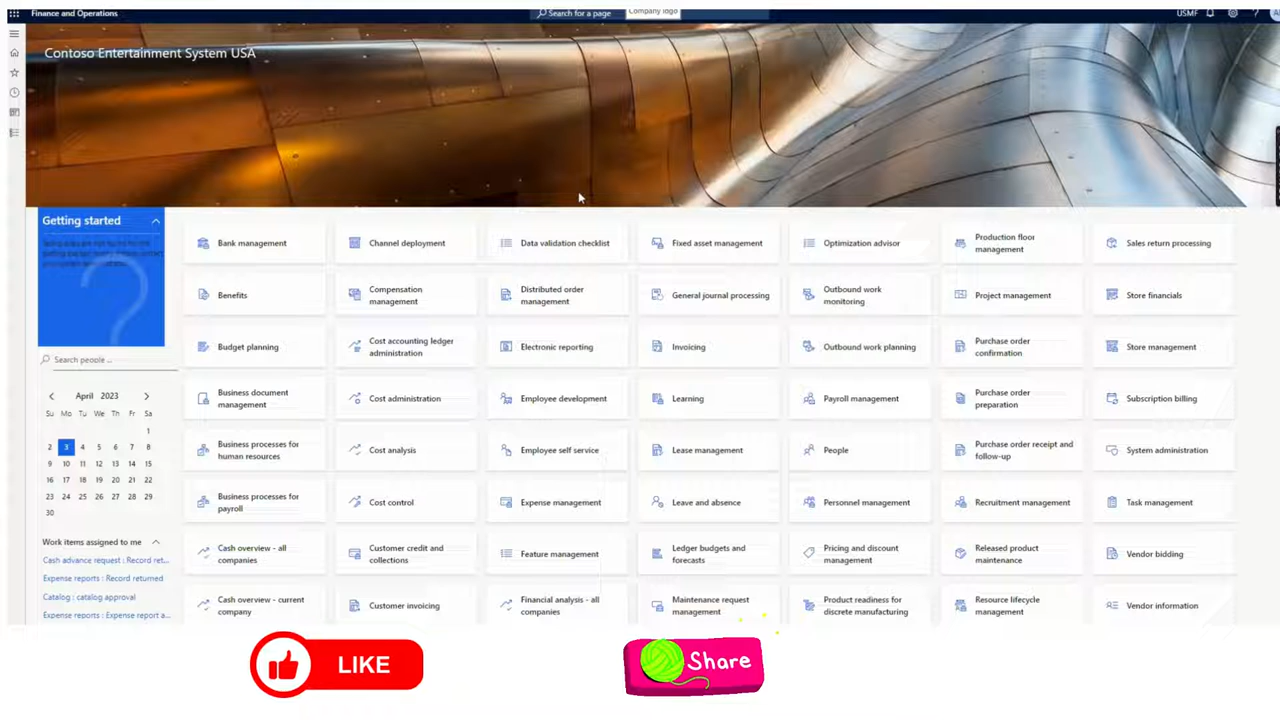 Finance and Operations
Search for a page
Company logo
USMF
?
Contoso Entertainment System USA
Getting started
Bank management
Channel deployment
Data validation checklist
Fixed asset management
Optimization advisor
Production floor
management
Sales return processing
Benefits
Compensation
management
Distributed order
management
General journal processing
Outbound work
monitoring
Project management
Store financials
Budget planning
Cost accounting ledger
administration
Electronic reporting
Invoicing
Outbound work planning
Purchase order
confirmation
Store management
Search people ...
Business document
management
Cost administration
Employee development
Learning
Payroll management
Purchase order
preparation
Subscription billing
April 2023
Su Mo Tu We Th Fr Sa
1
2 3 4 5 6 7 8
9 10 11 12 13 14 15
16 17 18 19 20 21 22
23 24 25 26 27 28 29
30
Business processes for
human resources
Cost analysis
Employee self service
Lease management
People
Purchase order receipt and
follow-up
System administration
Business processes for
payroll
Cost control
Expense management
Leave and absence
Personnel management
Recruitment management
Task management
Work items assigned to me
Cash advance request : Record ret...
Expense reports : Record returned
Catalog : catalog approval
Expense reports : Expense report a...
Cash overview - all
companies
Customer credit and
collections
Feature management
Ledger budgets and
forecasts
Pricing and discount
management
Released product
maintenance
Vendor bidding
Cash overview - current
company
Customer invoicing
Financial analysis - all
companies
Maintenance request
management
Product readiness for
discrete manufacturing
Resource lifecycle
management
Vendor information
LIKE
Share